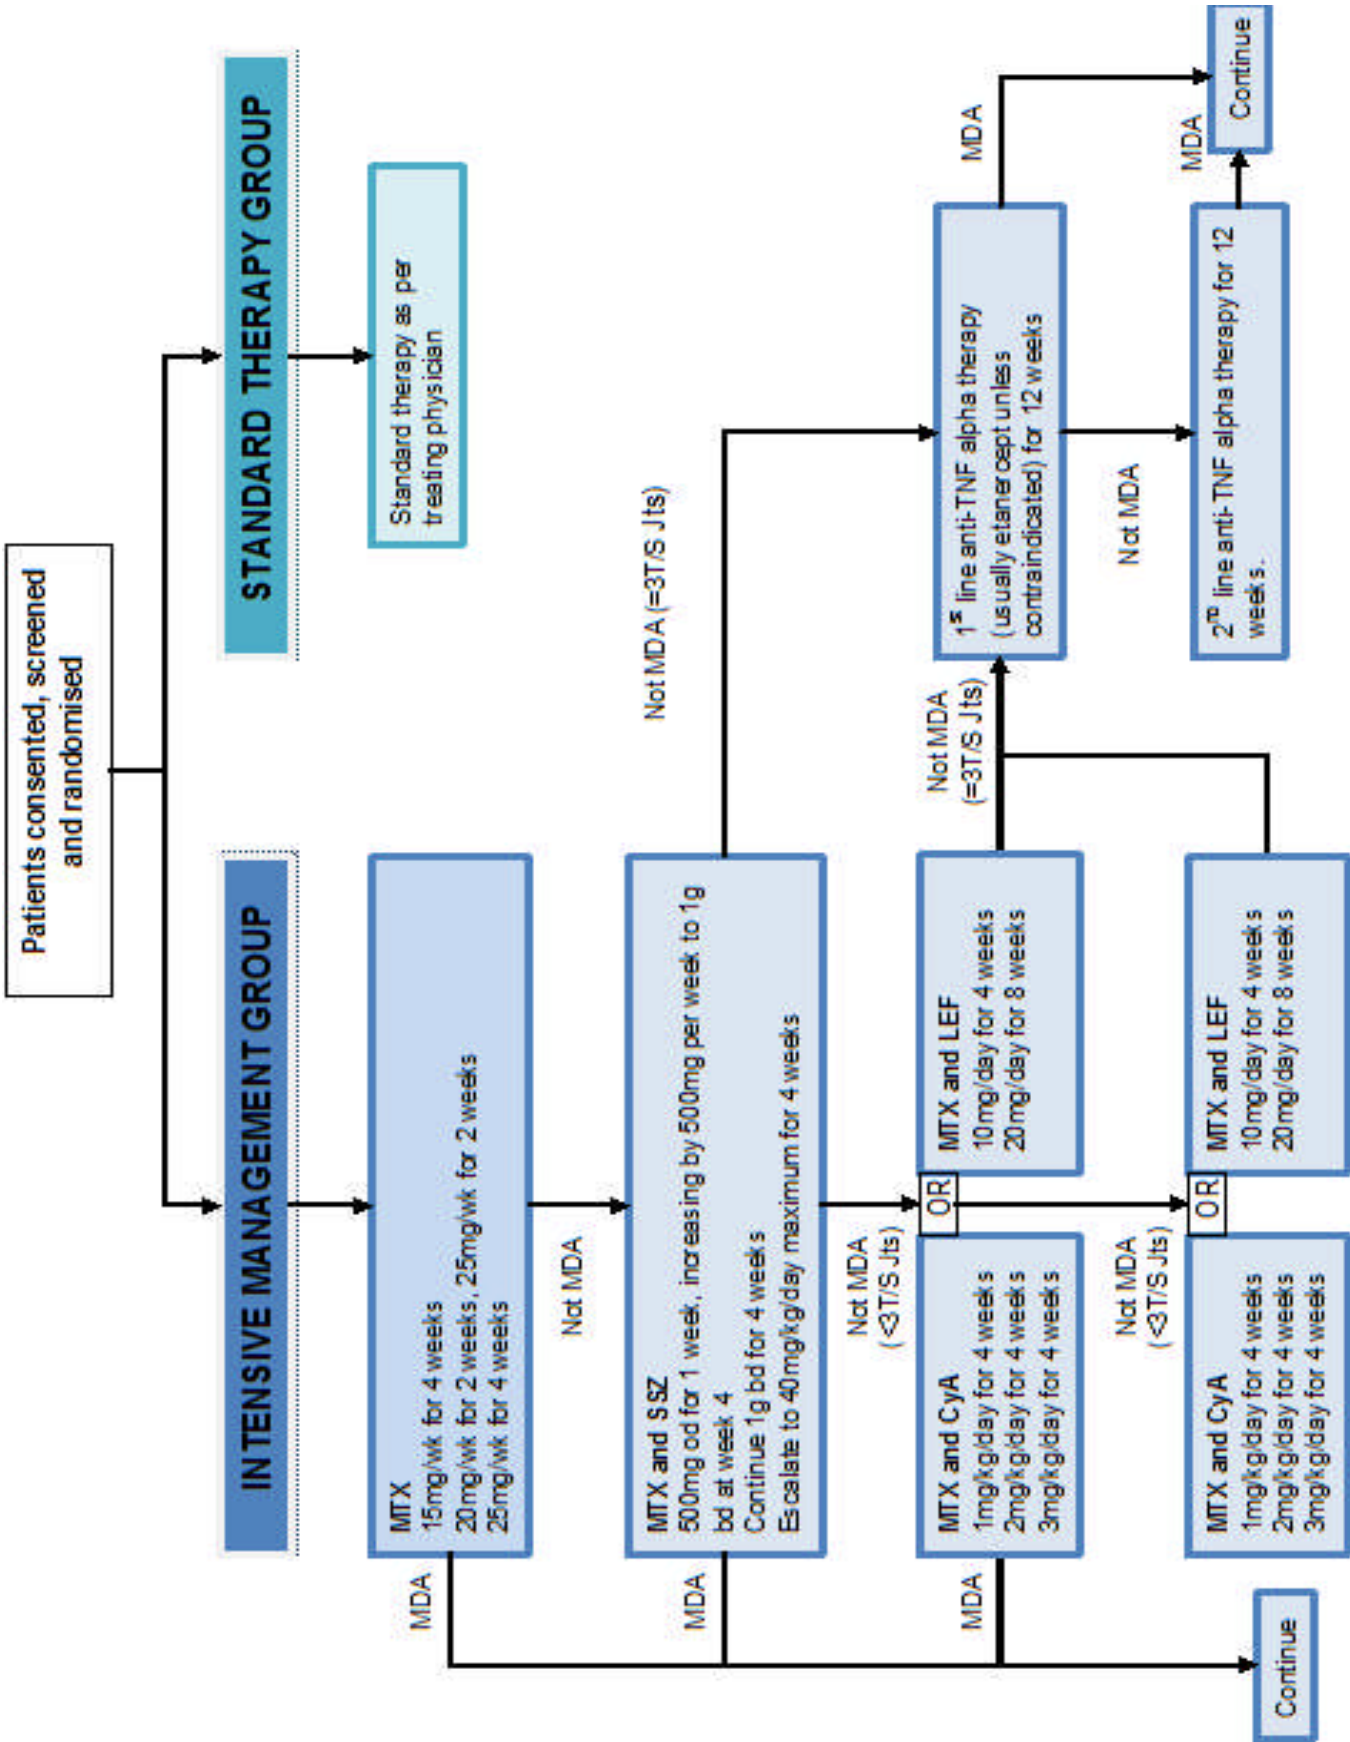 Patients consented, screened
and randomised
INTENSIVE MANAGEMENT GROUP
STANDARD THERAPY GROUP
MTX
15mg/wk for 4 weeks
20mg/wk for 2 weeks, 25mg/wk for 2 weeks
25mg/wk for 4 weeks
Standard therapy as per
treating physician
MDA
Not MDA
MTX and SSZ
500mg od for 1 week, increasing by 500mg per week to 1g
bd at week 4
Continue 1g bd for 4 weeks
Escalate to 40mg/kg/day maximum for 4 weeks
Not MDA (=3T/S Jts)
MDA
Not MDA
(<3T/S Jts)
MTX and CyA
1mg/kg/day for 4 weeks
2mg/kg/day for 4 weeks
3mg/kg/day for 4 weeks
OR
MTX and LEF
10mg/day for 4 weeks
20mg/day for 8 weeks
Not MDA
(=3T/S Jts)
1st line anti-TNF alpha therapy
(usually etanercept unless
contraindicated) for 12 weeks
MDA
MDA
Not MDA
(<3T/S Jts)
Not MDA
MTX and CyA
1mg/kg/day for 4 weeks
2mg/kg/day for 4 weeks
3mg/kg/day for 4 weeks
OR
MTX and LEF
10mg/day for 4 weeks
20mg/day for 8 weeks
2nd line anti-TNF alpha therapy for 12
weeks.
MDA
Continue
Continue